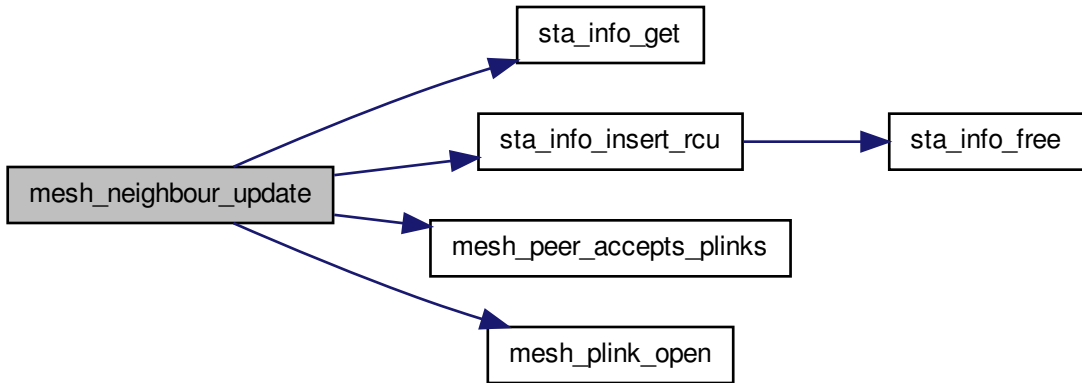 sta_info_get
sta_info_insert_rcu
sta_info_free
mesh_neighbour_update
mesh_peer_accepts_plinks
mesh_plink_open